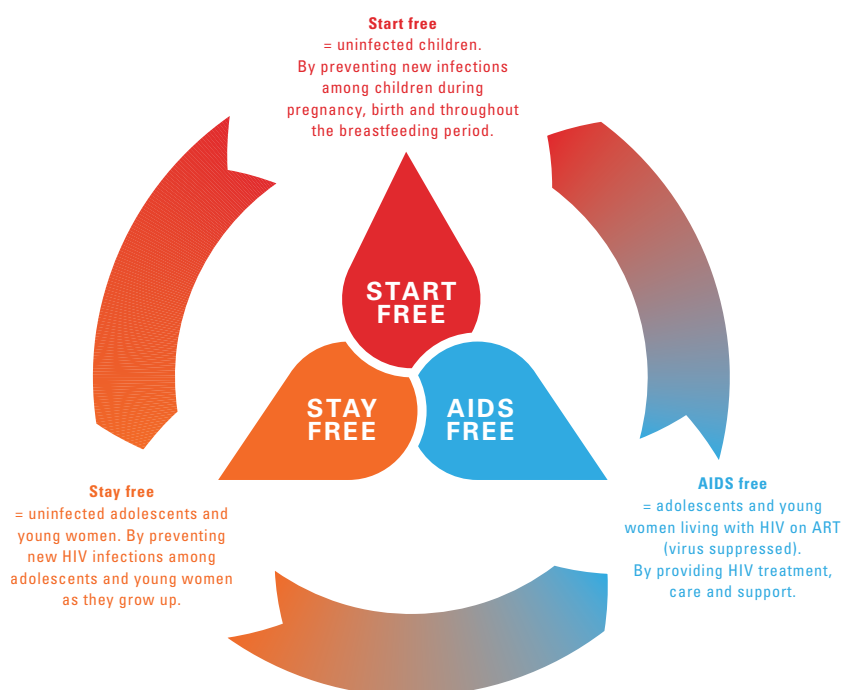 Start free
= uninfected children.
By preventing new infections
among children during
pregnancy, birth and throughout
the breastfeeding period.
START
FREE
STAY
FREE
AIDS
FREE
Stay free
= uninfected adolescents and
young women. By preventing
new HIV infections among
adolescents and young women
as they grow up.
AIDS free
= adolescents and young
women living with HIV on ART
(virus suppressed).
By providing HIV treatment,
care and support.